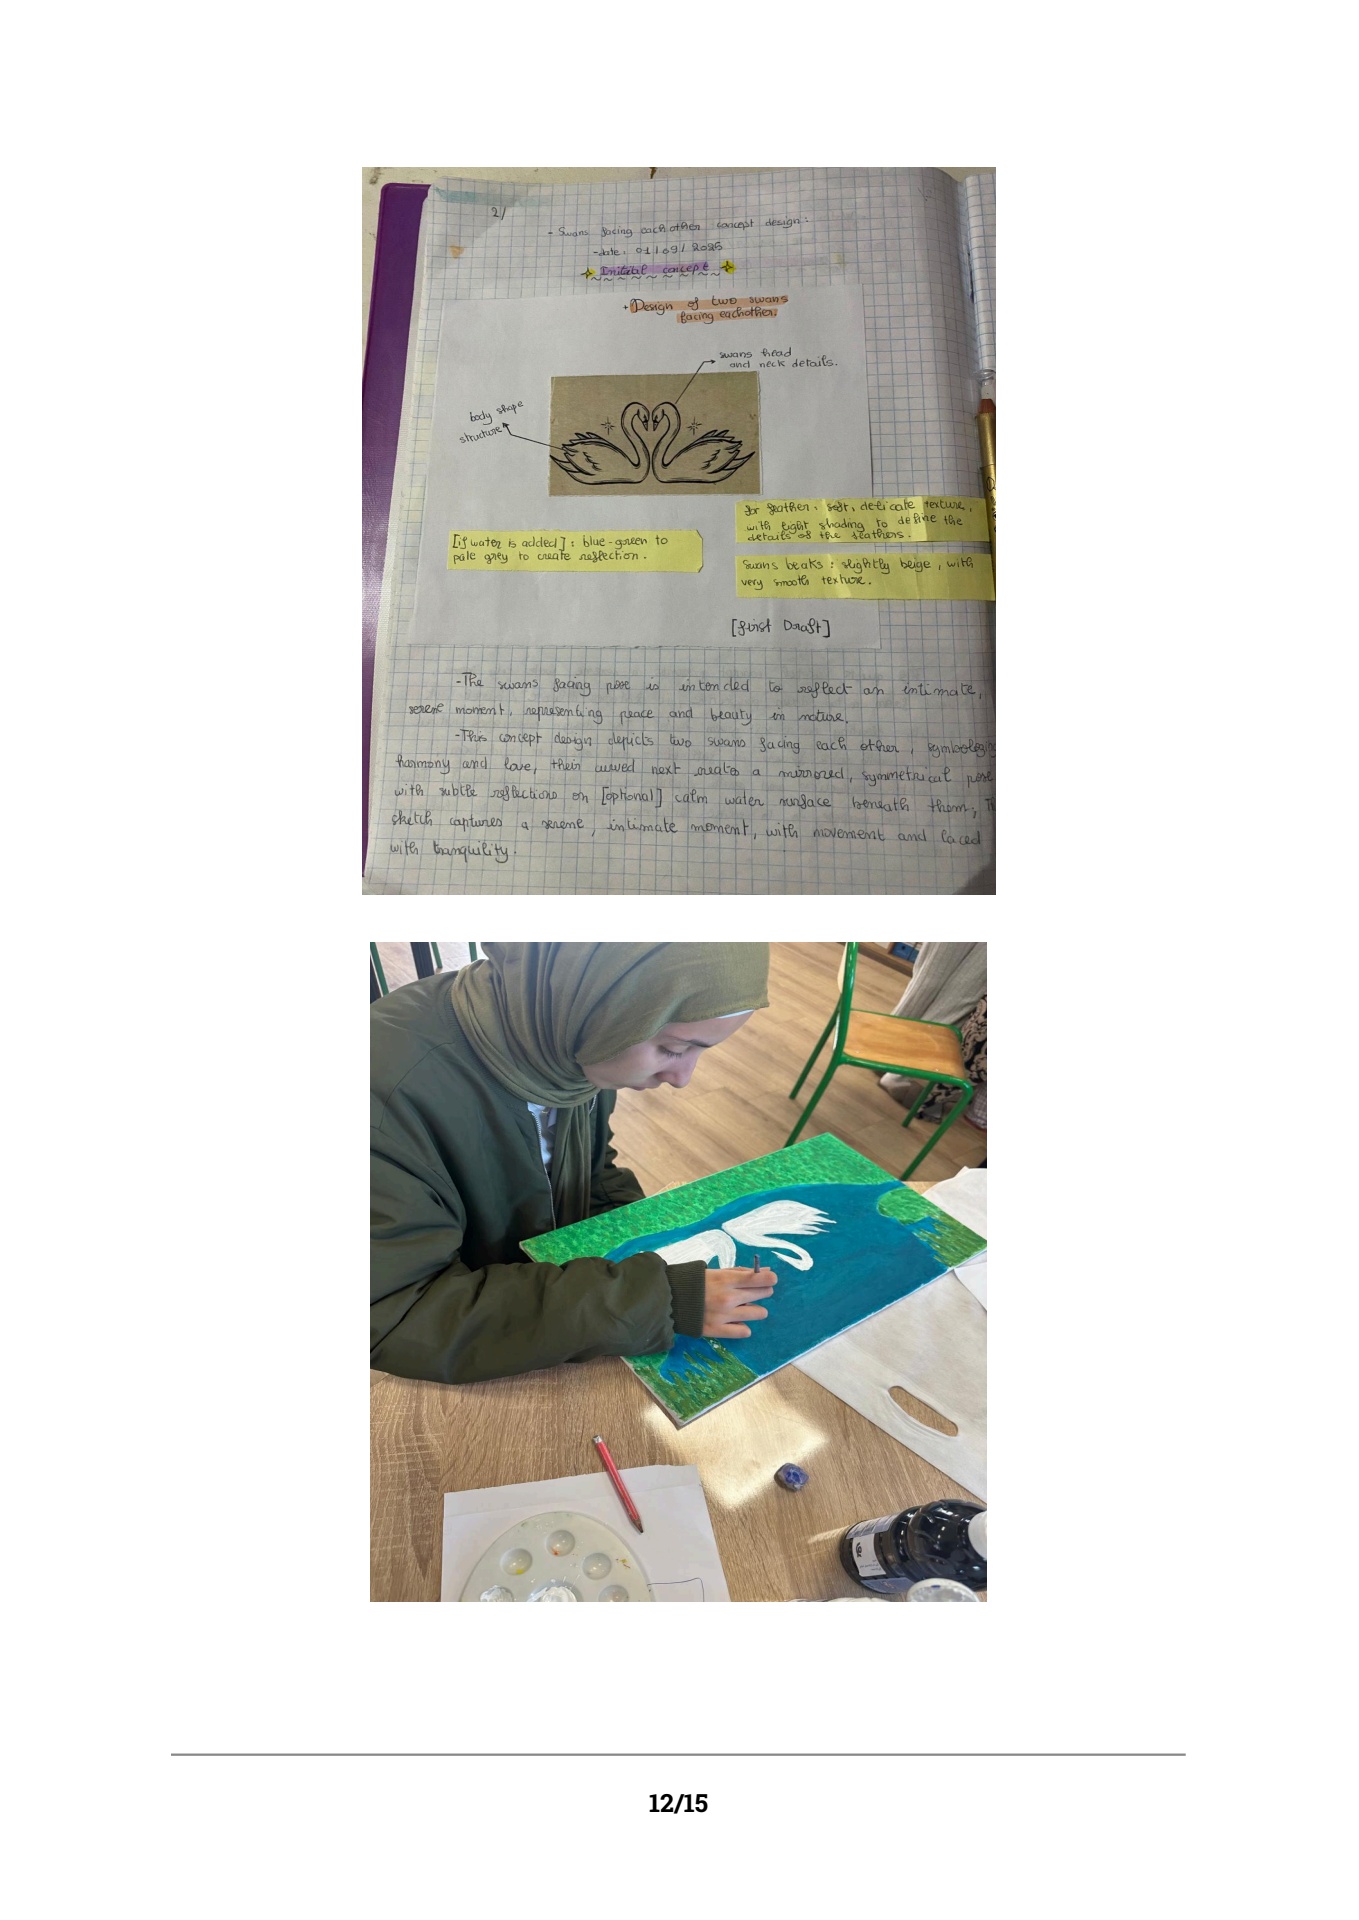 2/
- Swans facing eachother concept design:
-date: 01/09/2025
Initial concept
+ Design of two swans
facing eachother.
swans head
and neck details.
body shape
structure
for feather: soft, delicate texture,
with light shading to define the
details of the feathers.
[if water is added]: blue-green to
pale grey to create reflection.
Swans beaks: slightly beige, with
very smooth texture.
[first Draft]
-The swans facing pose is intended to reflect an intimate,
serene moment, representing peace and beauty in nature.
-This concept design depicts two swans facing each other,
harmony and love, their curved next creates a mirrored, symmetrical pose
with subtle reflections on [optional] calm water surface beneath them,
sketch captures a serene, intimate moment, with movement and laced
with tranquility.
12/15